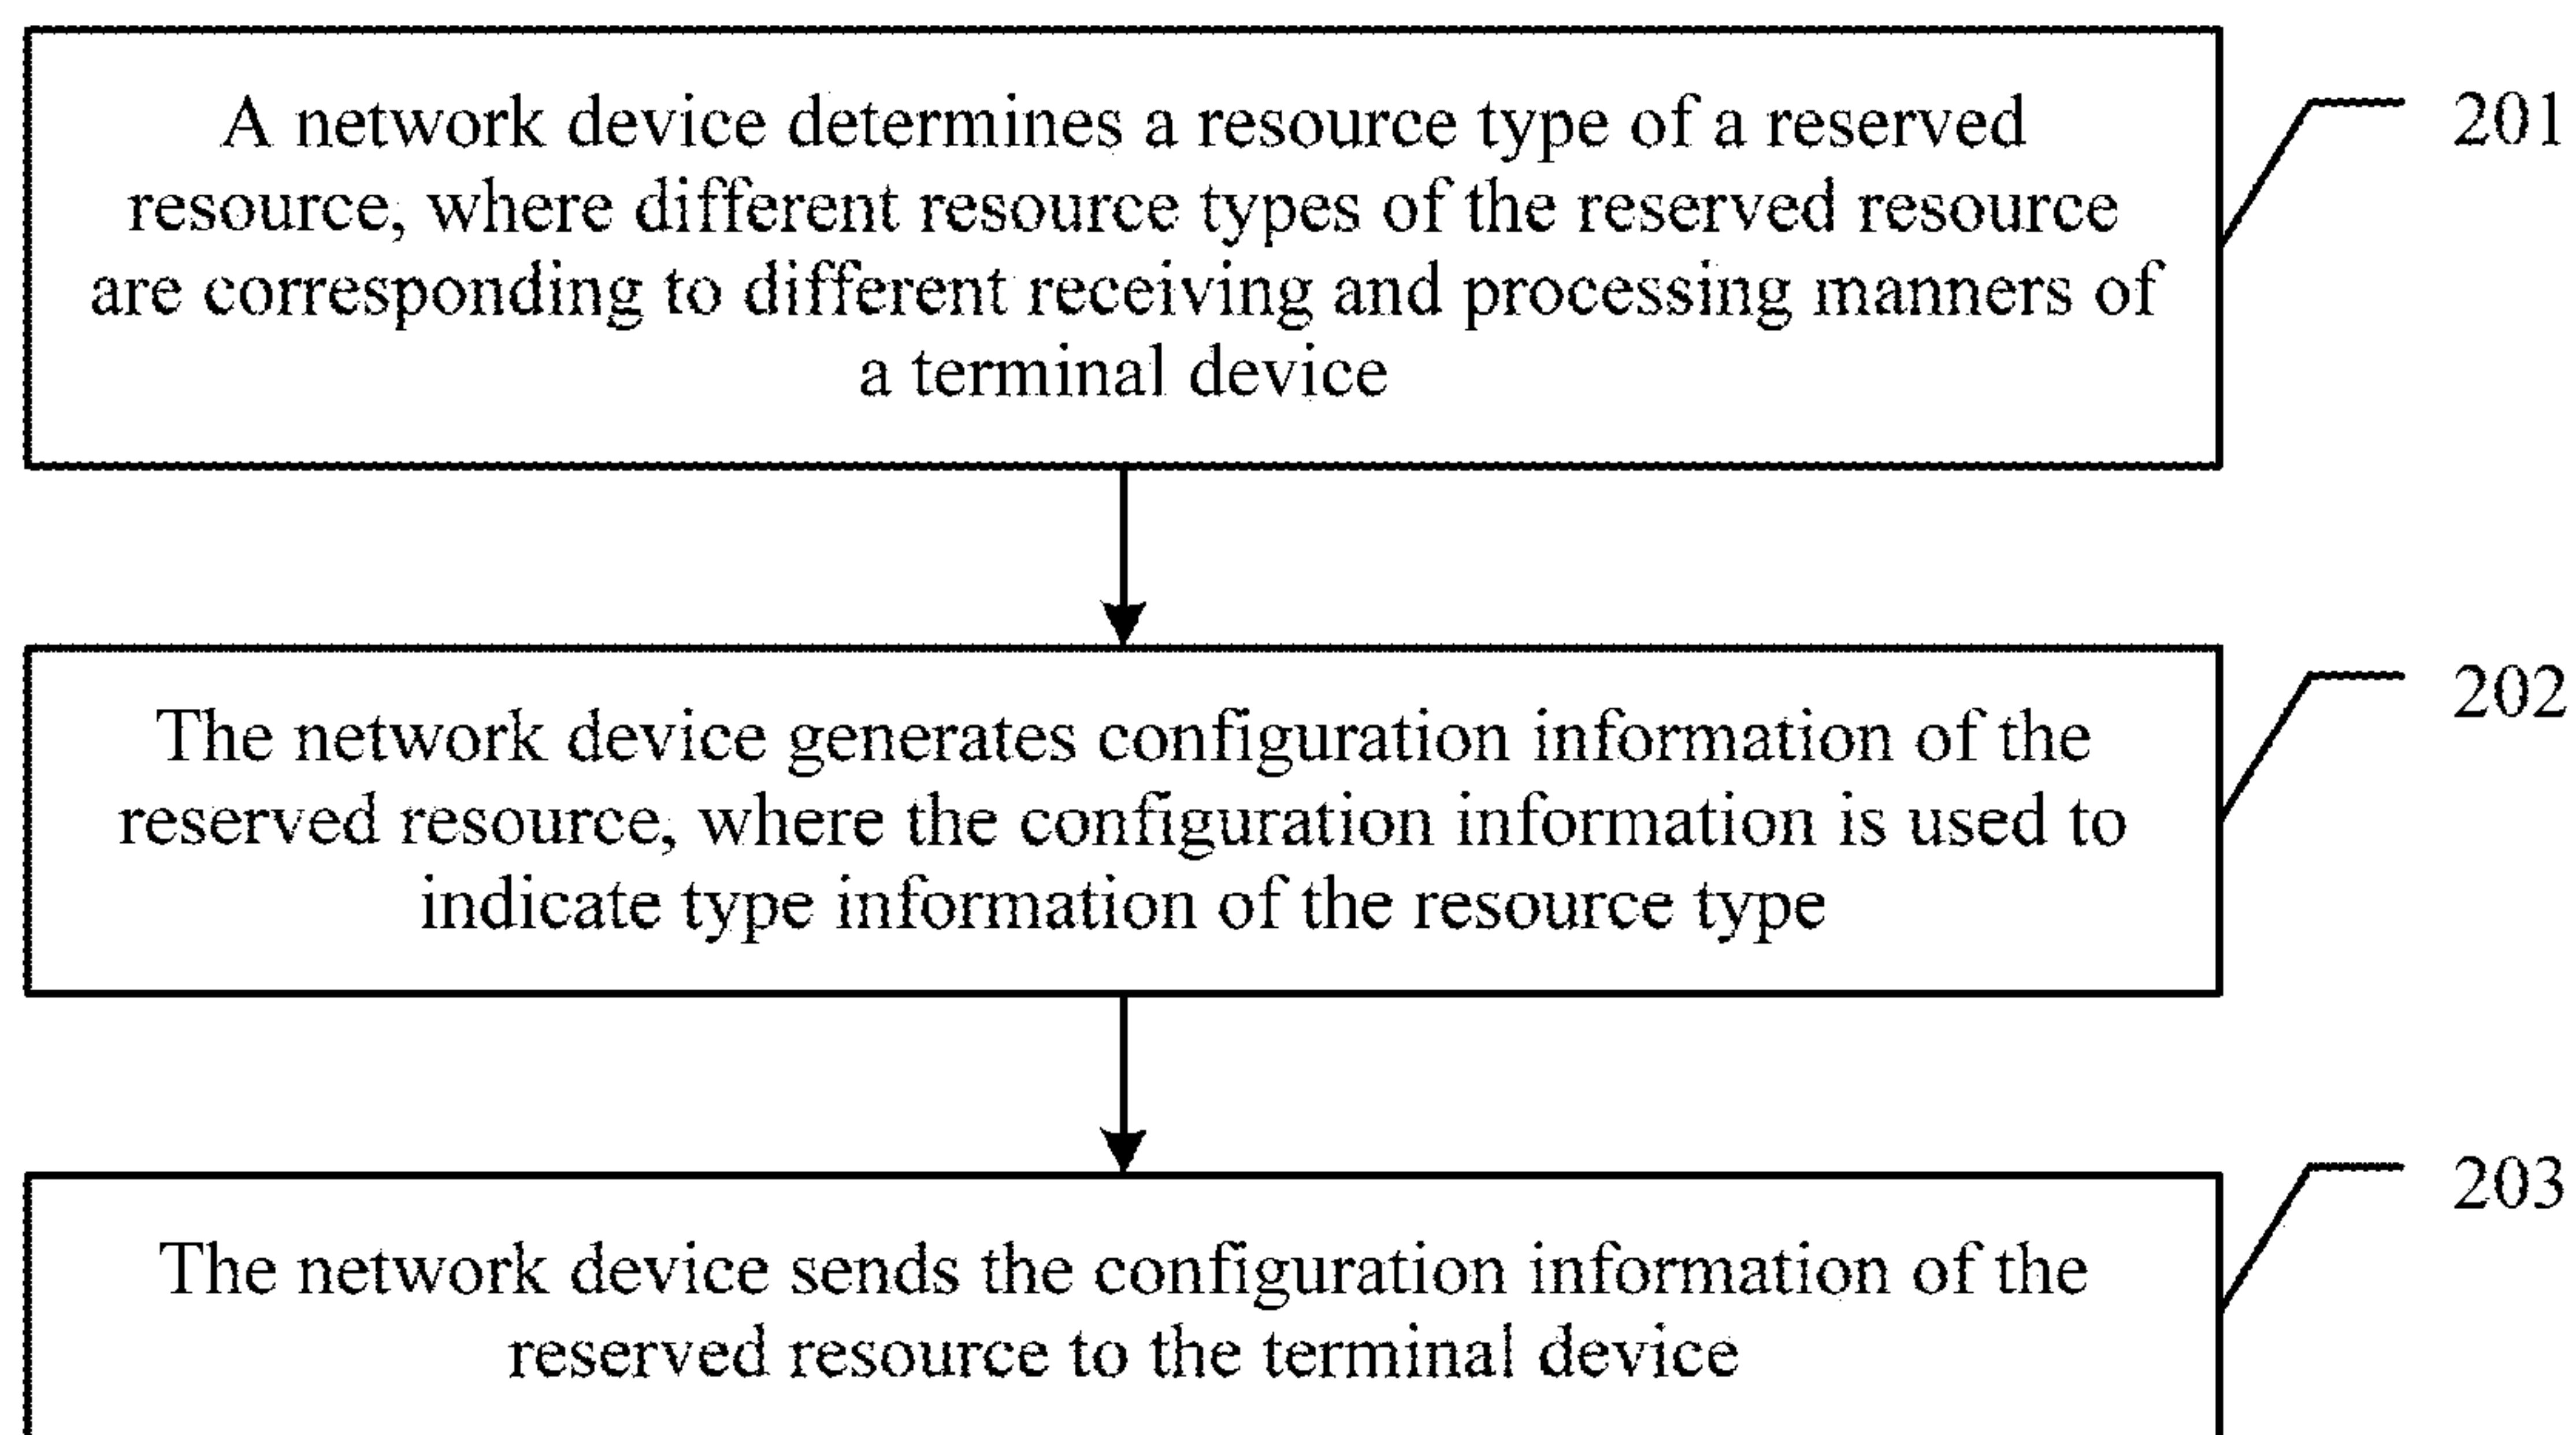 A network device determines a resource type of a reserved
resource, where different resource types of the reserved resource
are corresponding to different receiving and processing manners of
a terminal device
201
The network device generates configuration information of the
reserved resource, where the configuration information is used to
indicate type information of the resource type
202
The network device sends the configuration information of the
reserved resource to the terminal device
203